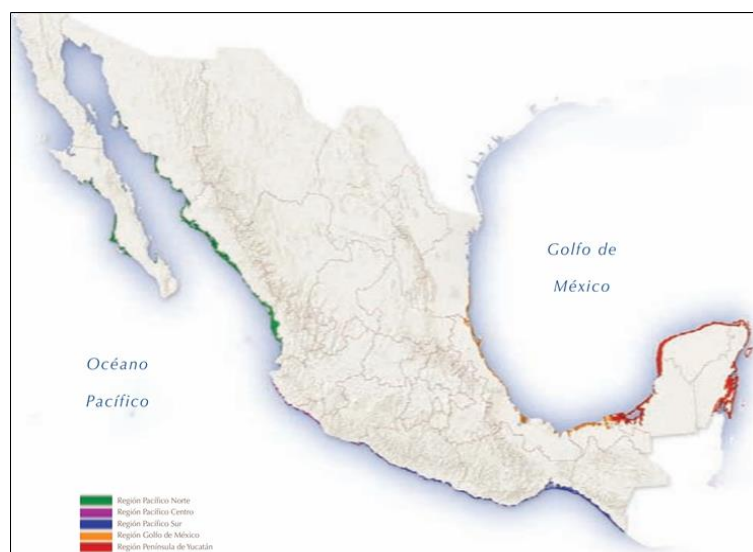 Golfo de
México
Océano
Pacífico
Región Pacífico Norte
Región Pacífico Centro
Región Pacífico Sur
Región Golfo de México
Región Península de Yucatán